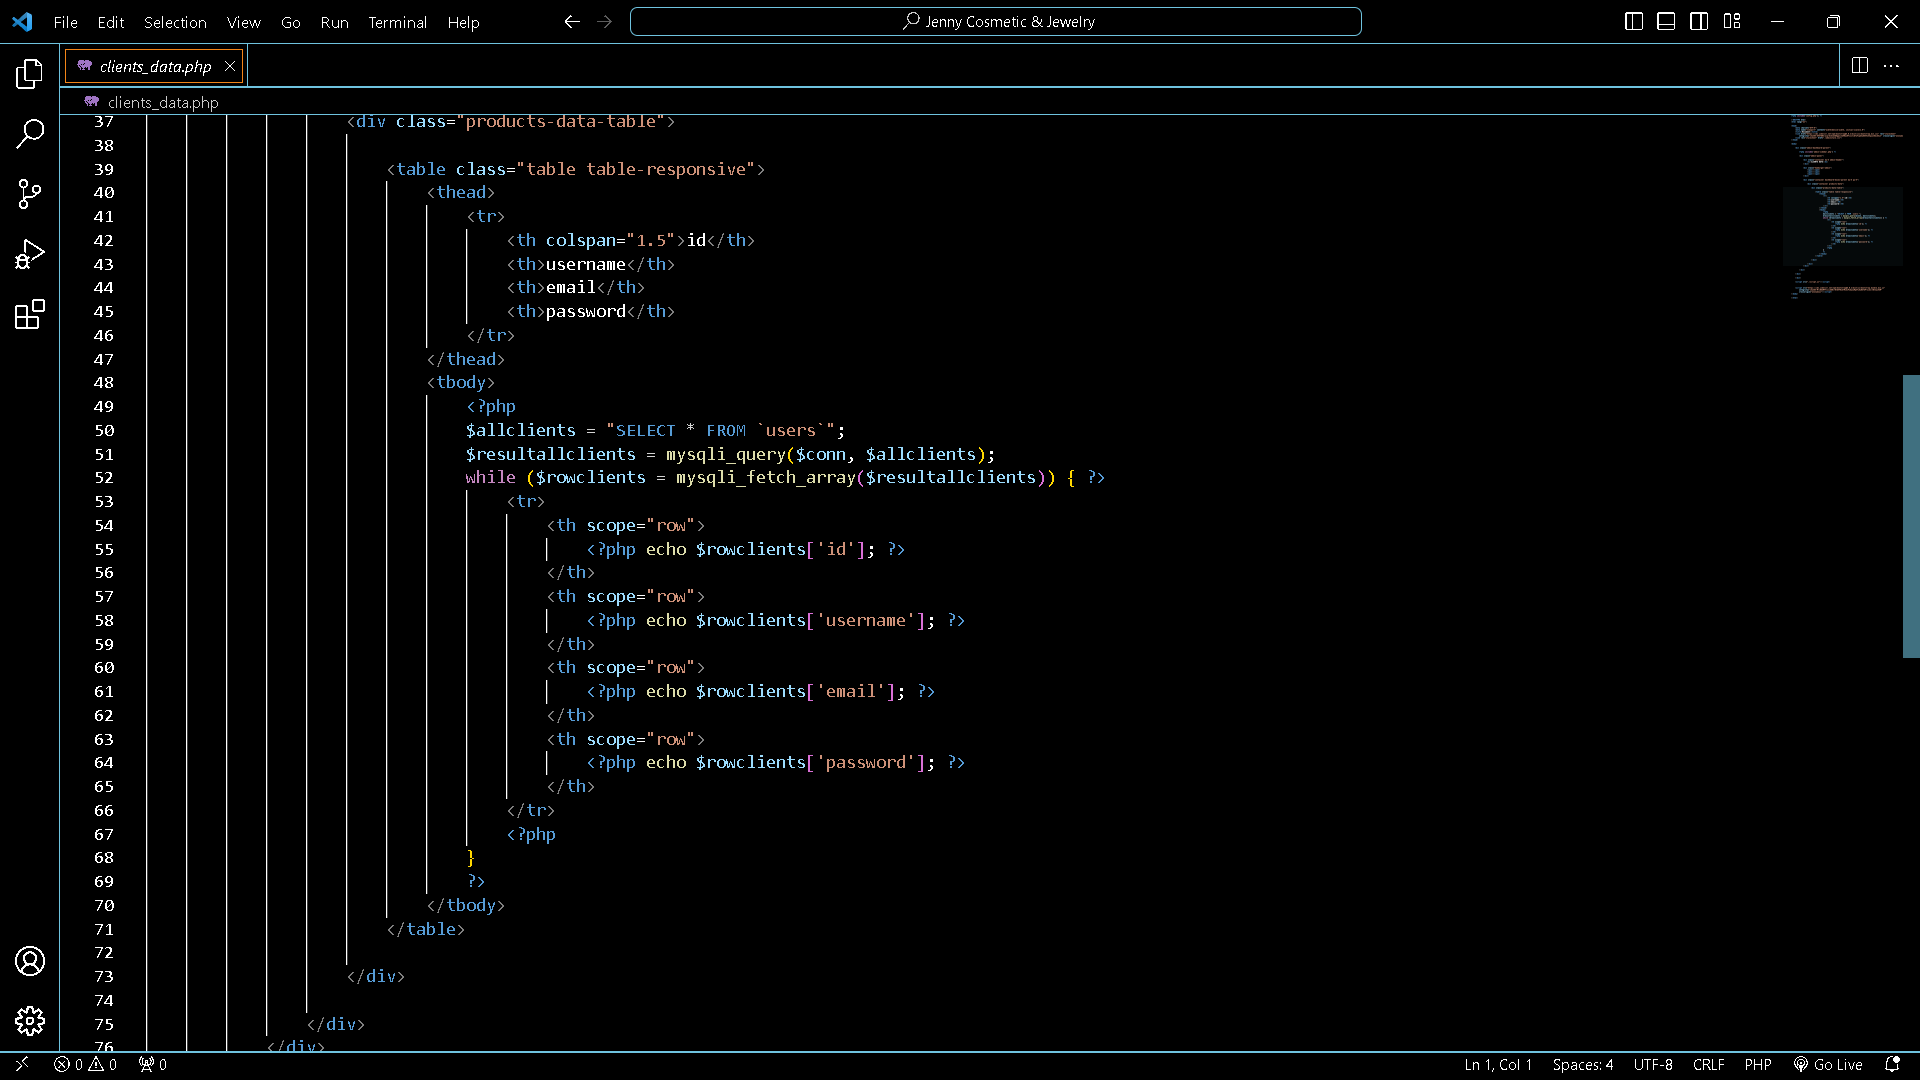 File Edit Selection View Go Run Terminal Help
Jenny Cosmetic & Jewelry
clients_data.php
clients_data.php
37 <div class="products-data-table">
38
39 <table class="table table-responsive">
40 <thead>
41 <tr>
42 <th colspan="1.5">id</th>
43 <th>username</th>
44 <th>email</th>
45 <th>password</th>
46 </tr>
47 </thead>
48 <tbody>
49 <?php
50 $allclients = "SELECT * FROM `users`";
51 $resultallclients = mysqli_query($conn, $allclients);
52 while ($rowclients = mysqli_fetch_array($resultallclients)) { ?>
53 <tr>
54 <th scope="row">
55 <?php echo $rowclients['id']; ?>
56 </th>
57 <th scope="row">
58 <?php echo $rowclients['username']; ?>
59 </th>
60 <th scope="row">
61 <?php echo $rowclients['email']; ?>
62 </th>
63 <th scope="row">
64 <?php echo $rowclients['password']; ?>
65 </th>
66 </tr>
67 <?php
68 }
69 ?>
70 </tbody>
71 </table>
72
73 </div>
74
75 </div>
76 </div>
0 0 0 Ln 1, Col 1 Spaces: 4 UTF-8 CRLF PHP Go Live